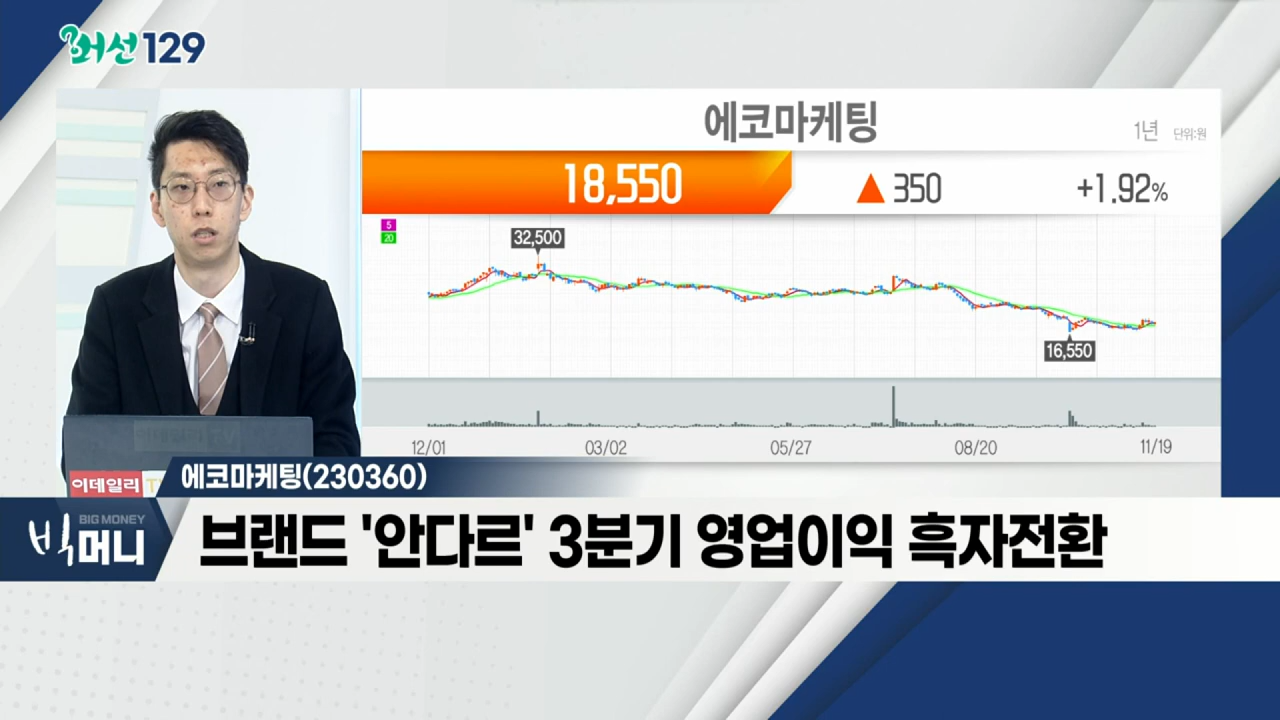 머선129
에코마케팅
1년 단위:원
18,550 ▲350 +1.92%
5
20
32,500
16,550
12/01 03/02 05/27 08/20 11/19
이데일리 T
에코마케팅(230360)
BIG MONEY
빅머니
브랜드 '안다르' 3분기 영업이익 흑자전환